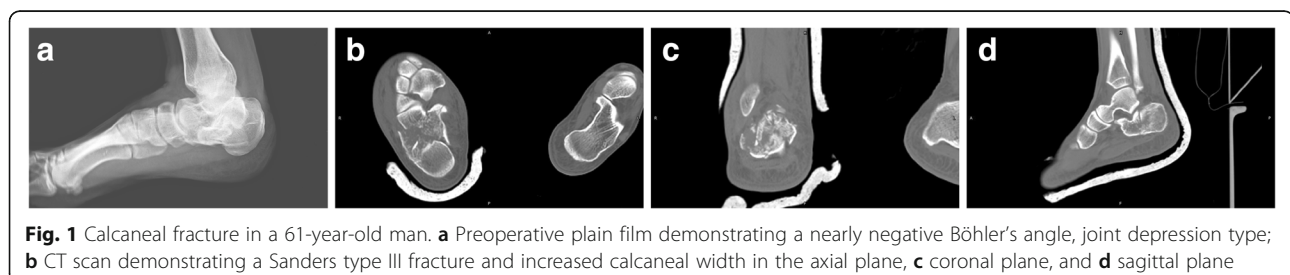 a
b
c
d
Fig. 1 Calcaneal fracture in a 61-year-old man. a Preoperative plain film demonstrating a nearly negative Böhler's angle, joint depression type;
b CT scan demonstrating a Sanders type III fracture and increased calcaneal width in the axial plane, c coronal plane, and d sagittal plane